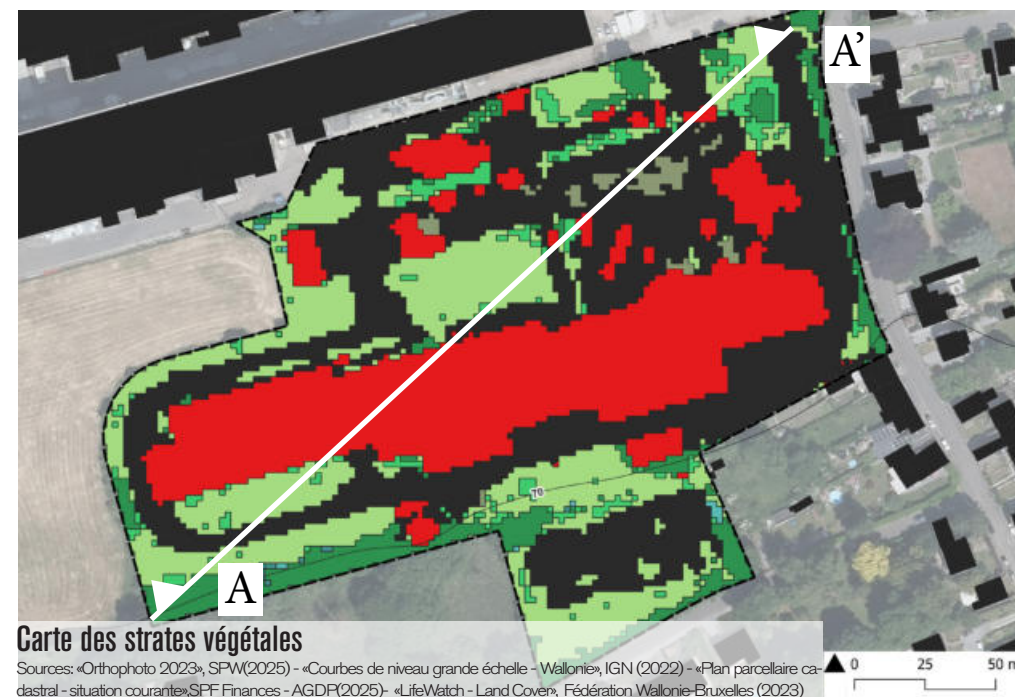 A'
70
A
Carte des strates végétales
Sources: «Orthophoto 2023», SPW(2025) - «Courbes de niveau grande échelle - Wallonie», IGN (2022) - «Plan parcellaire ca-
dastral - situation courante»,SPF Finances - AGDP(2025)- «LifeWatch - Land Cover», Fédération Wallonie-Bruxelles (2023)
0 25 50 m